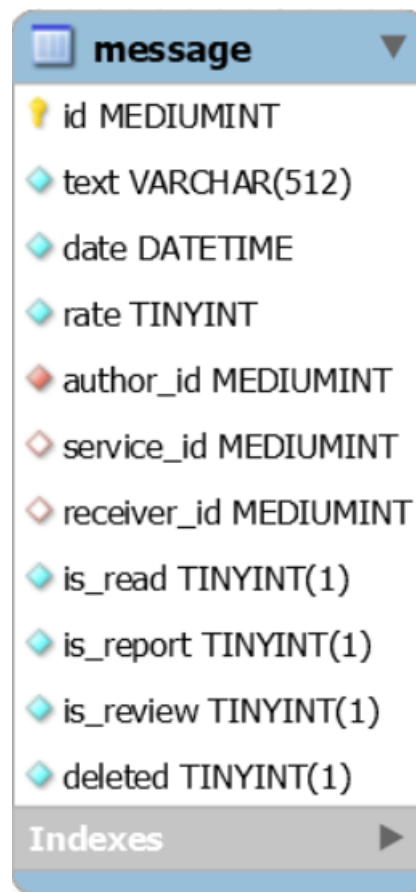 message
id MEDIUMINT
text VARCHAR(512)
date DATETIME
rate TINYINT
author_id MEDIUMINT
service_id MEDIUMINT
receiver_id MEDIUMINT
is_read TINYINT(1)
is_report TINYINT(1)
is_review TINYINT(1)
deleted TINYINT(1)
Indexes